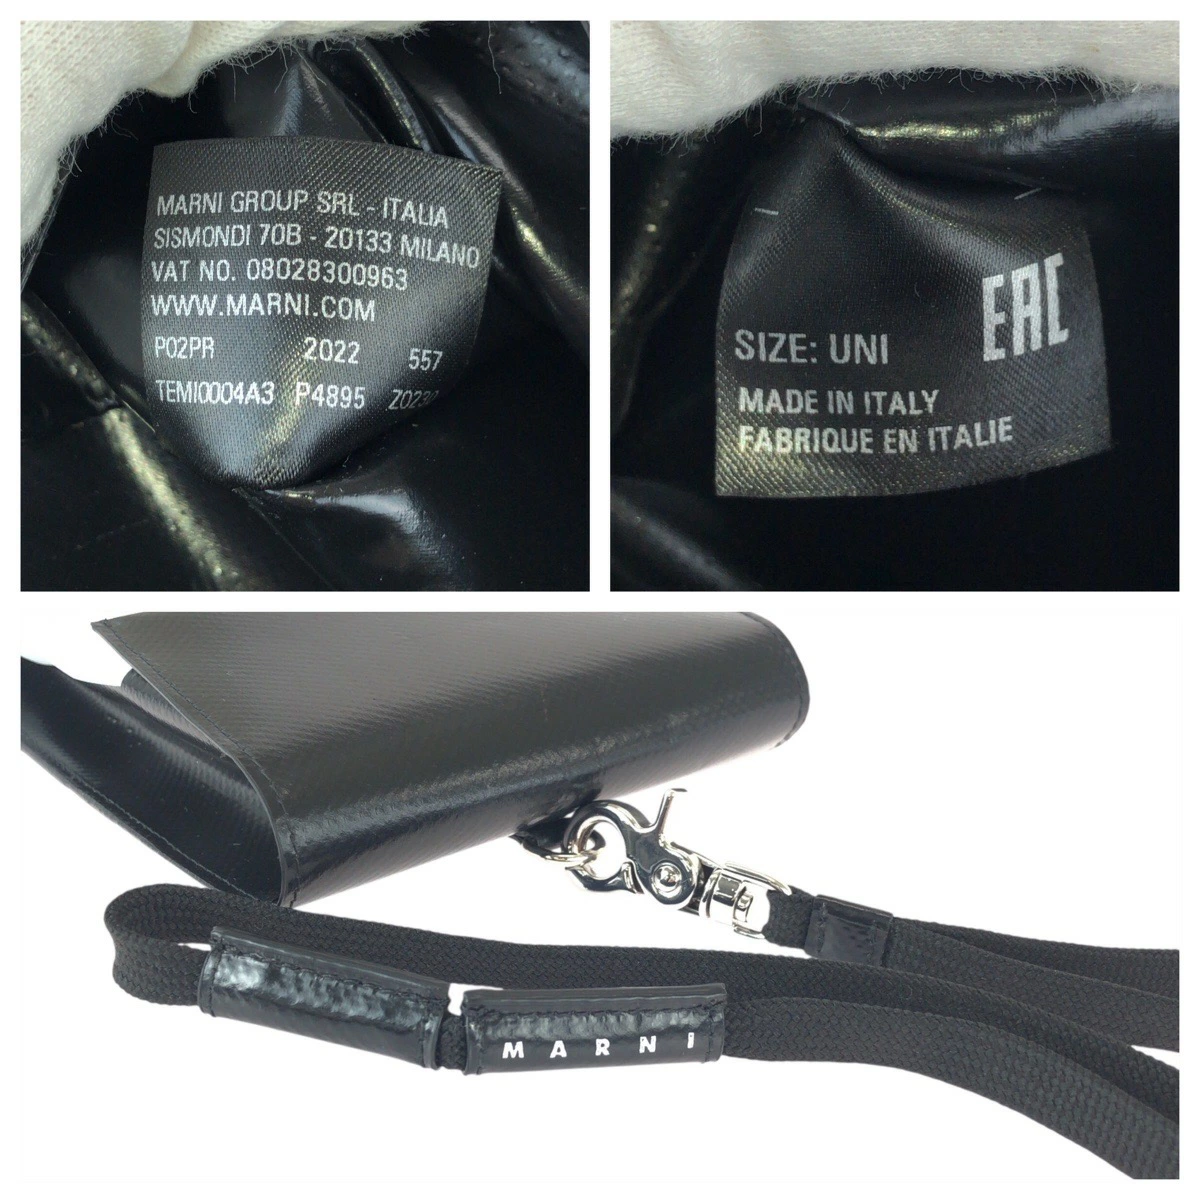 MARNI GROUP SRL - ITALIA
SISMONDI 70B - 20133 MILANO
VAT NO. 08028300963
WWW.MARNI.COM
P02PR 2022 557
TEMI0004A3 P4895
EAC
SIZE: UNI
MADE IN ITALY
FABRIQUE EN ITALIE
MARNI